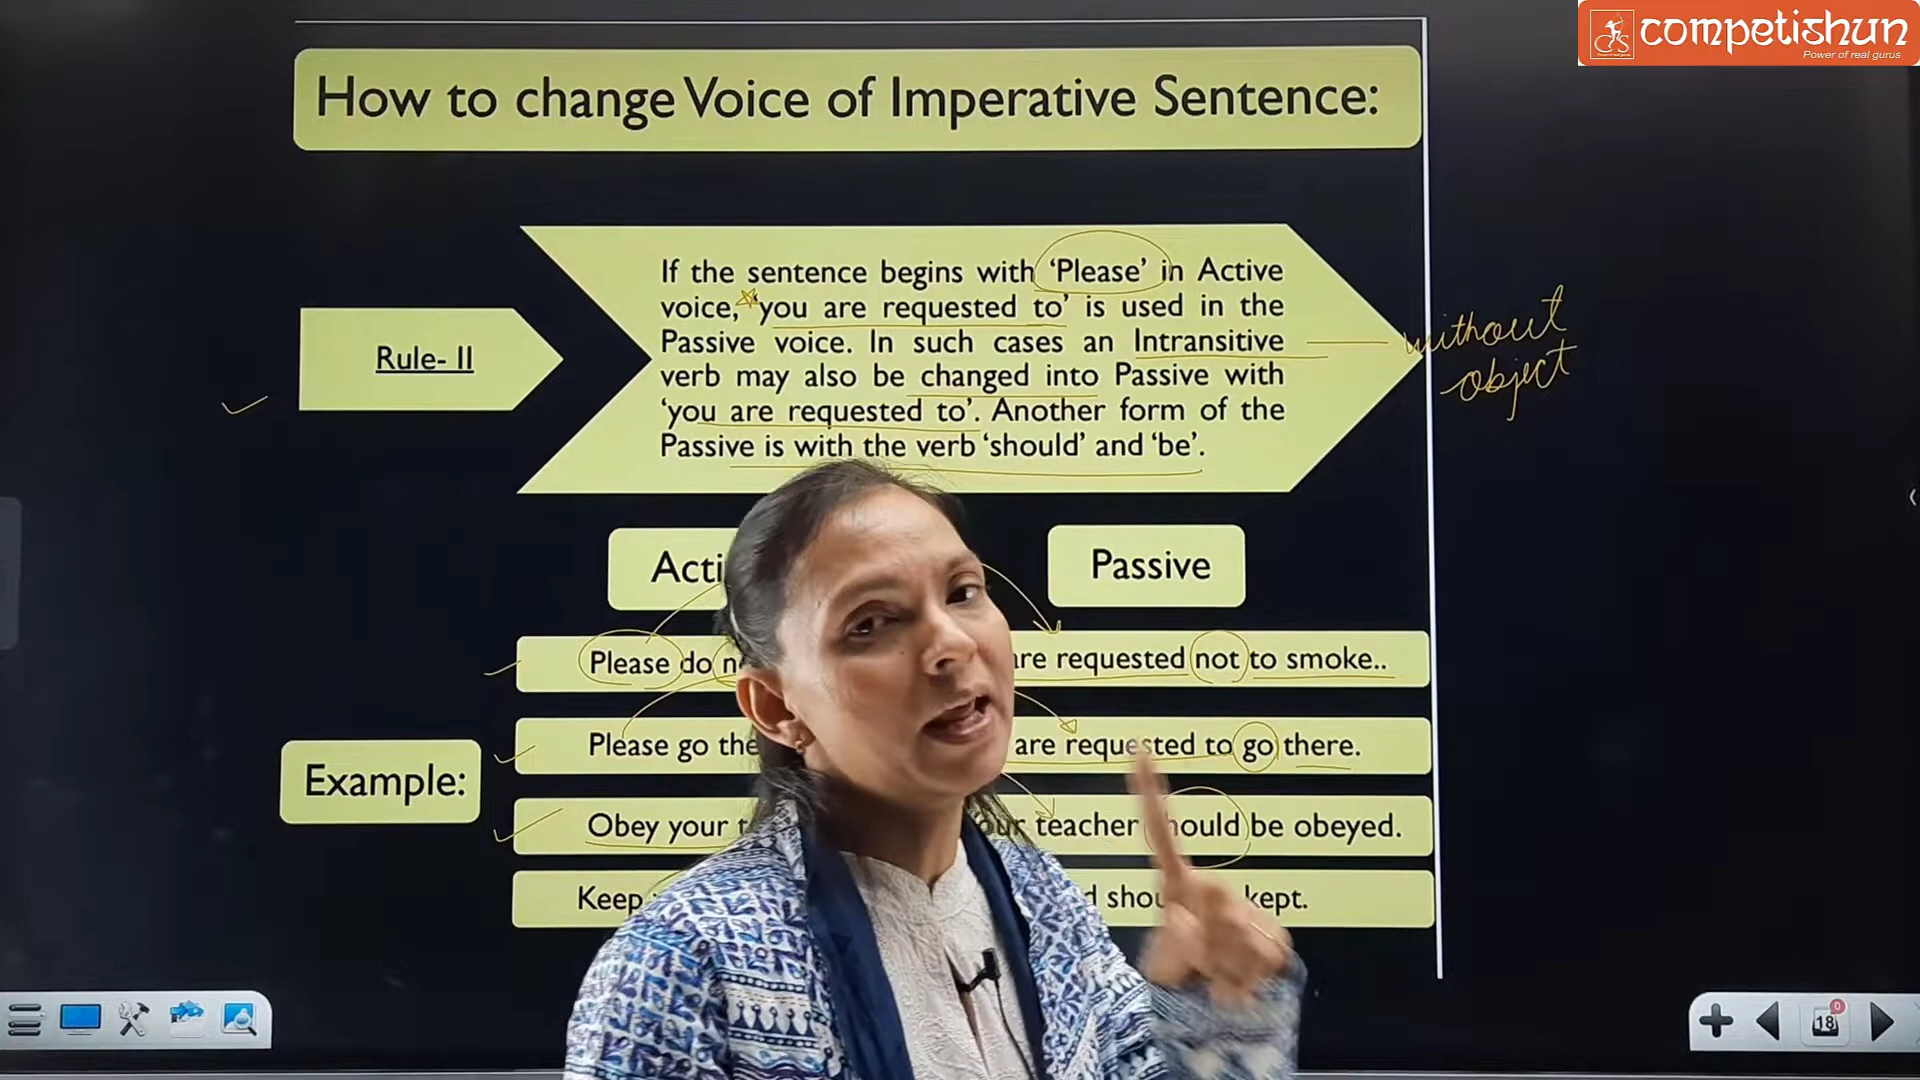 competishun
Power of real gurus
How to change Voice of Imperative Sentence:
Rule- II
If the sentence begins with ‘Please’ in Active
voice, ‘you are requested to’ is used in the
Passive voice. In such cases an Intransitive
verb may also be changed into Passive with
‘you are requested to’. Another form of the
Passive is with the verb ‘should’ and ‘be’.
without
object
Passive
Example:
Please do
are requested not to smoke..
Please go
are requested to go there.
Obey your
teacher should be obeyed.
Keep
kept.
18
0